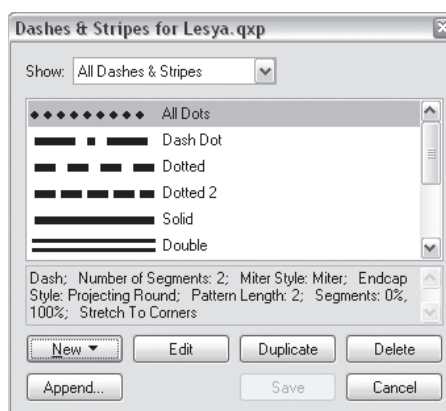 Dashes & Stripes for Lesya.qxp
Show: All Dashes & Stripes
All Dots
Dash Dot
Dotted
Dotted 2
Solid
Double
Dash; Number of Segments: 2; Miter Style: Miter; Endcap
Style: Projecting Round; Pattern Length: 2; Segments: 0%,
100%; Stretch To Corners
New Edit Duplicate Delete
Append... Save Cancel